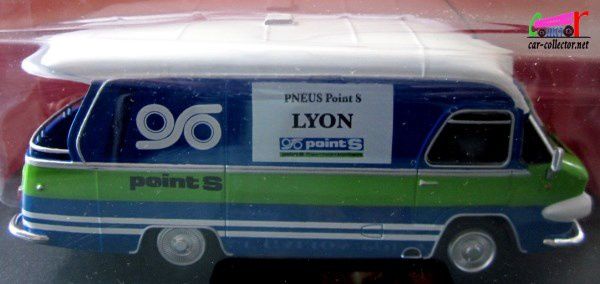 car-collector.net
PNEUS Point S
LYON
point S
point S